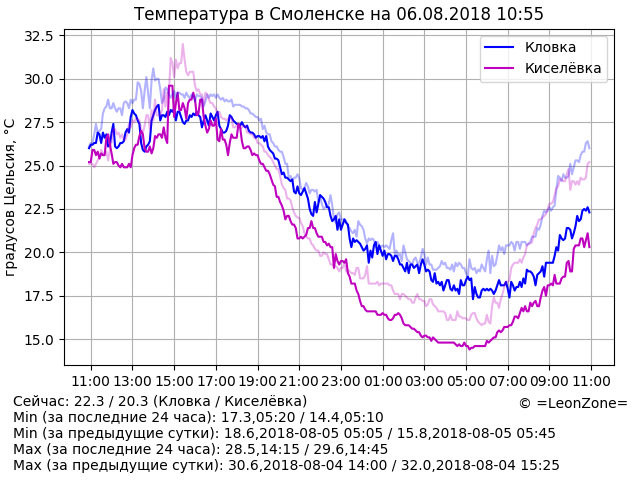 Температура в Смоленске на 06.08.2018 10:55
градусов Цельсия, °C
32.5
30.0
27.5
25.0
22.5
20.0
17.5
15.0
Кловка
Киселёвка
11:00 13:00 15:00 17:00 19:00 21:00 23:00 01:00 03:00 05:00 07:00 09:00 11:00
Сейчас: 22.3 / 20.3 (Кловка / Киселёвка)
© =LeonZone=
Min (за последние 24 часа): 17.3,05:20 / 14.4,05:10
Min (за предыдущие сутки): 18.6,2018-08-05 05:05 / 15.8,2018-08-05 05:45
Max (за последние 24 часа): 28.5,14:15 / 29.6,14:45
Max (за предыдущие сутки): 30.6,2018-08-04 14:00 / 32.0,2018-08-04 15:25